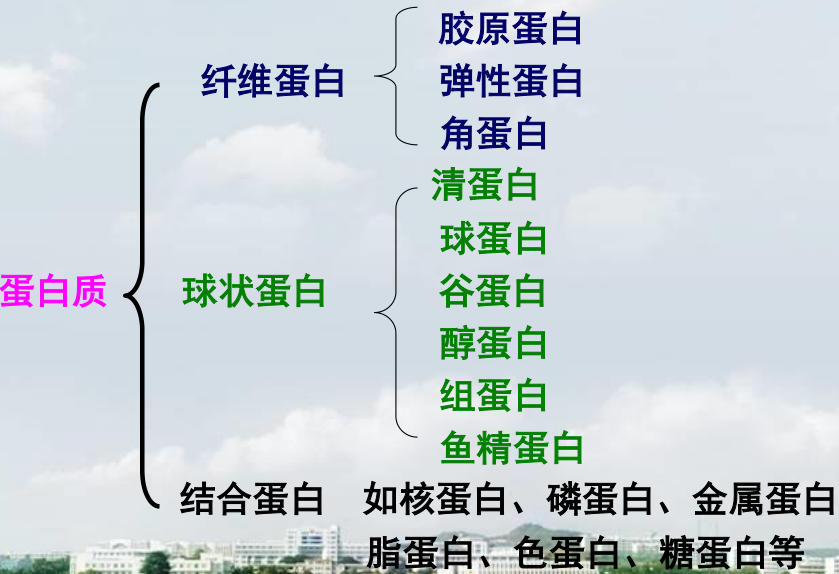 胶原蛋白
纤维蛋白
弹性蛋白
角蛋白
清蛋白
球蛋白
蛋白质
球状蛋白
谷蛋白
醇蛋白
组蛋白
鱼精蛋白
结合蛋白 如核蛋白、磷蛋白、金属蛋白
脂蛋白、色蛋白、糖蛋白等